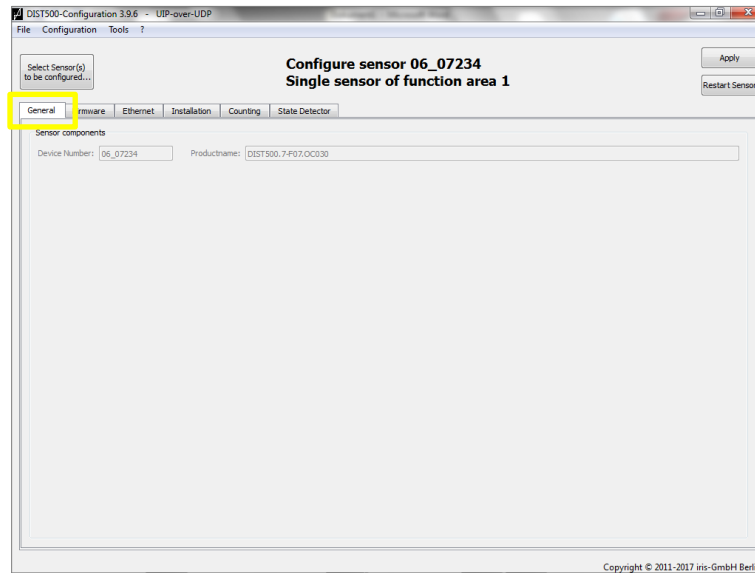 DIST500-Configuration 3.9.6 - UIP-over-UDP
File Configuration Tools ?
Select Sensor(s)
to be configured...
Configure sensor 06_07234
Single sensor of function area 1
Apply
Restart Sensor
General Ethernet Installation Counting State Detector
Sensor components
Device Number: 06_07234 Productname: DIST500.7-F07.OC030
Copyright © 2011-2017 iris-GmbH